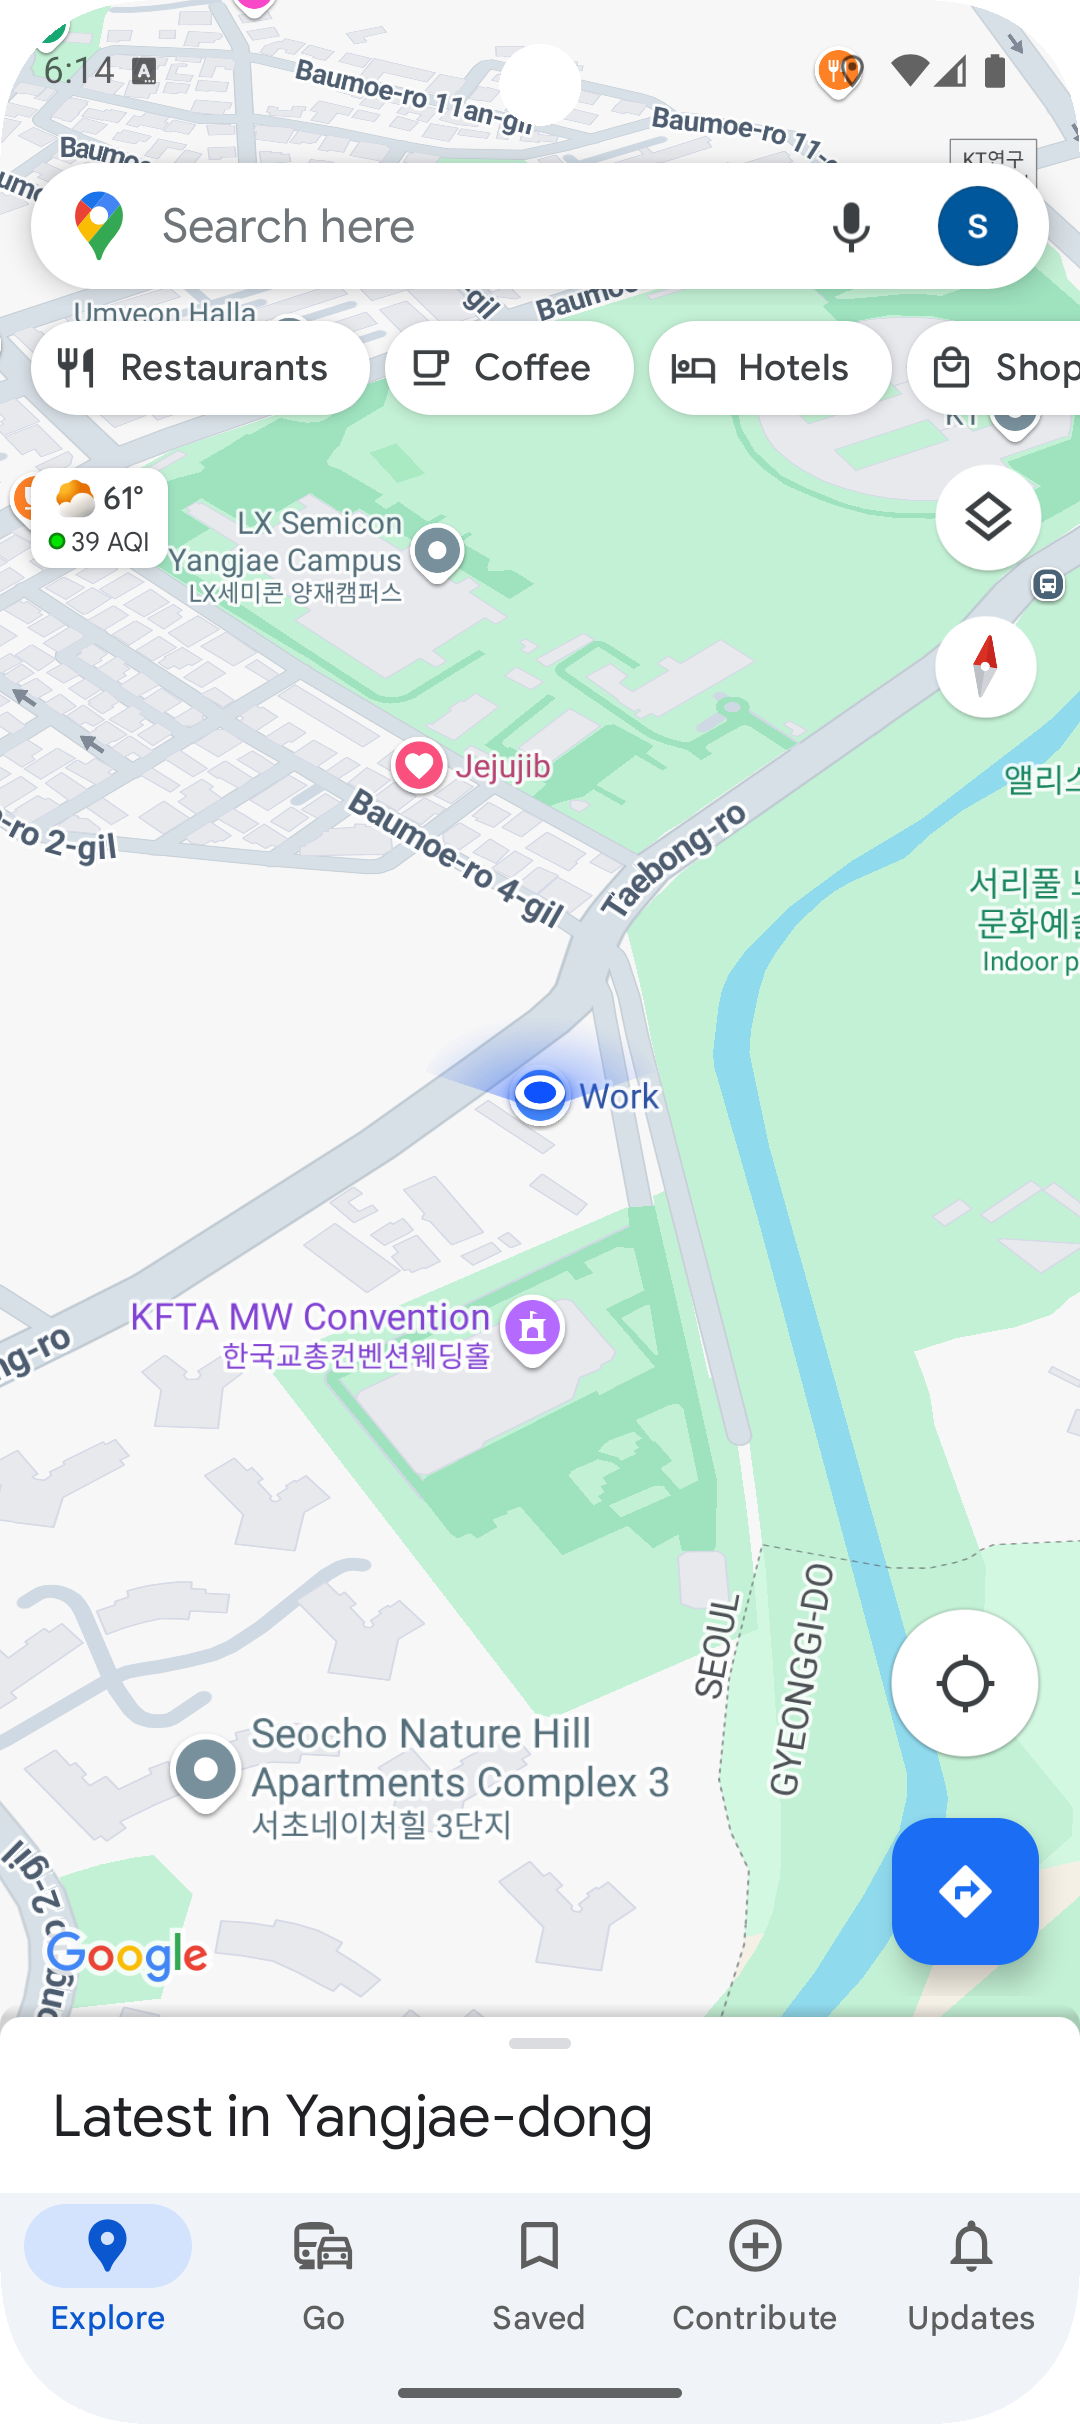 6:14
Baumoe-ro 11an-gil
Baumoe-ro 11-
KT연구
Search here
S
Umyeon Halla
Restaurants
Coffee
Hotels
Shop
KT
61°
39 AQI
LX Semicon
Yangjae Campus
LX세미콘 양재캠퍼스
Jejujib
앨리스
-ro 2-gil
Baumoe-ro 4-gil
Taebong-ro
서리풀
문화예술
Indoor p
Work
KFTA MW Convention
한국교총컨벤션웨딩홀
ng-ro
SEOUL
GYEONGGI-DO
Seocho Nature Hill
Apartments Complex 3
서초네이처힐 3단지
2-gil
Google
Latest in Yangjae-dong
Explore
Go
Saved
Contribute
Updates